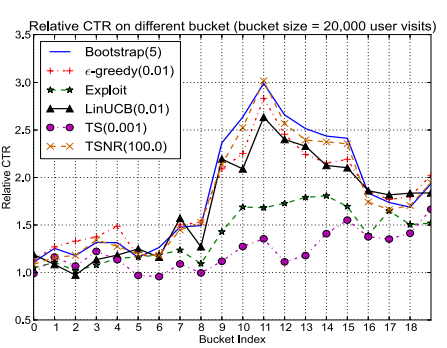 Relative CTR on different bucket (bucket size = 20,000 user visits)
3.5
3.0
2.5
2.0
1.5
1.0
0.5
Relative CTR
Bootstrap(5)
ϵ-greedy(0.01)
Exploit
LinUCB(0.01)
TS(0.001)
TSNR(100.0)
0 1 2 3 4 5 6 7 8 9 10 11 12 13 14 15 16 17 18
Bucket Index